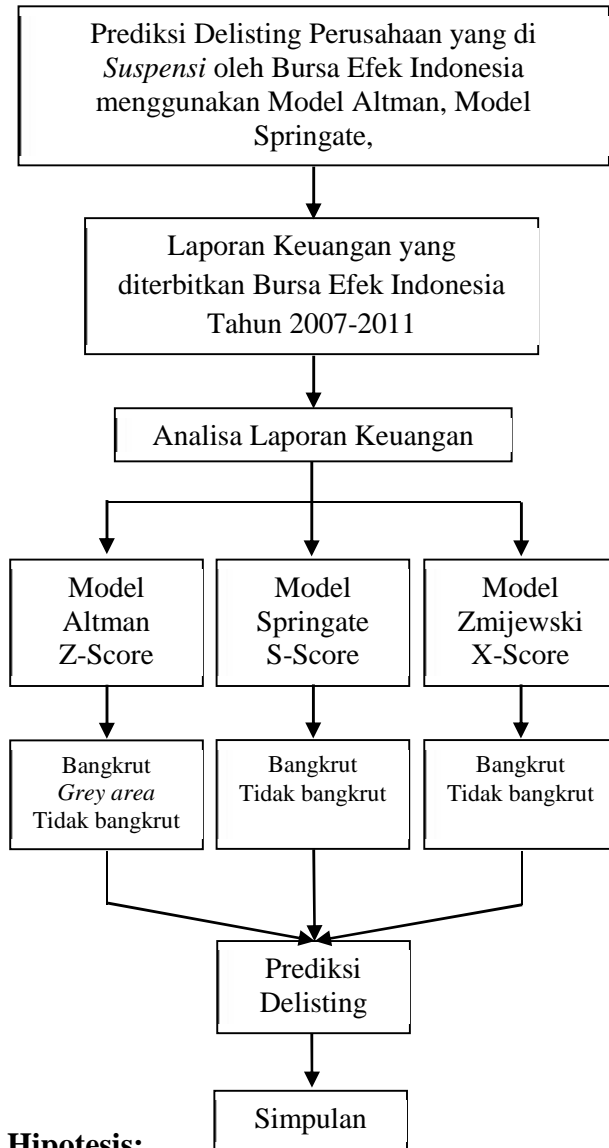 Prediksi Delisting Perusahaan yang di
Suspensi oleh Bursa Efek Indonesia
menggunakan Model Altman, Model
Springate,
Laporan Keuangan yang
diterbitkan Bursa Efek Indonesia
Tahun 2007-2011
Analisa Laporan Keuangan
Model
Altman
Z-Score
Model
Springate
S-Score
Model
Zmijewski
X-Score
Bangkrut
Grey area
Tidak bangkrut
Bangkrut
Tidak bangkrut
Bangkrut
Tidak bangkrut
Prediksi
Delisting
Simpulan
Hipotesis: